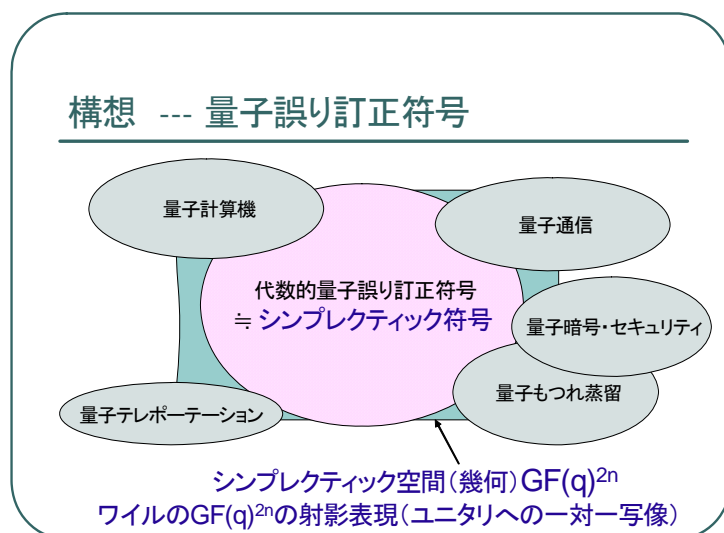 構想 --- 量子誤り訂正符号
量子計算機
量子通信
代数的量子誤り訂正符号
≒ シンプレクティック符号
量子暗号・セキュリティ
量子もつれ蒸留
量子テレポーテーション
シンプレクティック空間（幾何）GF(q)²ⁿ
ワイルのGF(q)²ⁿの射影表現（ユニタリへの一対一写像）